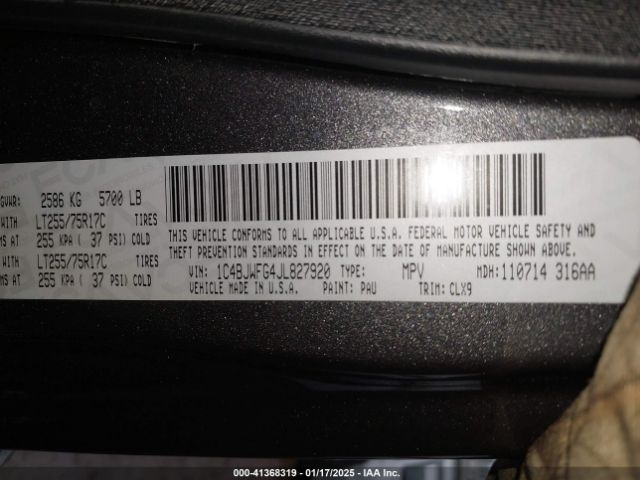 GVWR: 2586 KG 5700 LB
WITH LT255/75R17C TIRES
MS AT 255 KPA ( 37 PSI) COLD
WITH LT255/75R17C TIRES
MS AT 255 KPA ( 37 PSI) COLD
THIS VEHICLE CONFORMS TO ALL APPLICABLE U.S.A. FEDERAL MOTOR VEHICLE SAFETY AND
THEFT PREVENTION STANDARDS IN EFFECT ON THE DATE OF MANUFACTURE SHOWN ABOVE.
VIN: 1C4BJWFG4JL827920 TYPE: MPV MDH: 110714 316AA
VEHICLE MADE IN U.S.A. PAINT: PAU TRIM: CLX9
000-41368319 | 01/17/2025 | IAA Inc.